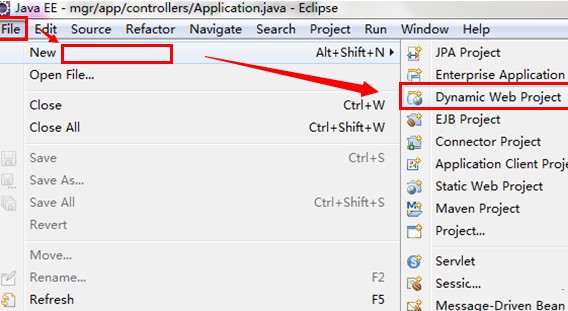 Java EE - mgr/app/controllers/Application.java - Eclipse
File Edit Source Refactor Navigate Search Project Run Window Help
New Alt+Shift+N
Open File...
Close Ctrl+W
Close All Ctrl+Shift+W
Save Ctrl+S
Save As...
Save All Ctrl+Shift+S
Revert
Move...
Rename... F2
Refresh F5
JPA Project
Enterprise Application
Dynamic Web Project
EJB Project
Connector Project
Application Client Proje
Static Web Project
Maven Project
Project...
Servlet
Sessic...
Message-Driven Bean